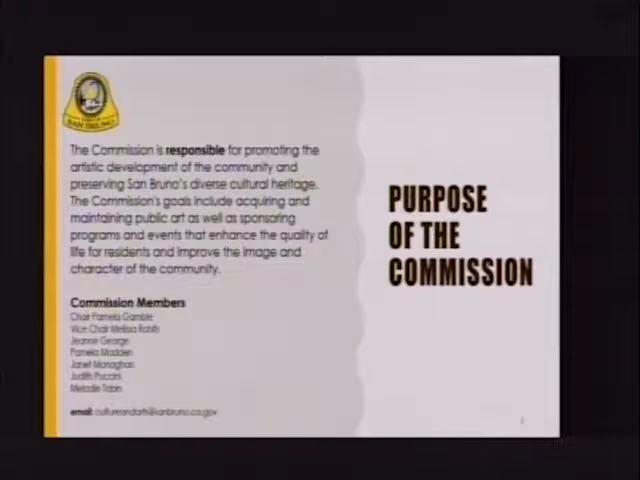 SAN BRUNO
The Commission is responsible for promoting the
artistic development of the community and
preserving San Bruno's diverse cultural heritage.
The Commission's goals include acquiring and
maintaining public art as well as sponsoring
programs and events that enhance the quality of
life for residents and improve the image and
character of the community.
Commission Members
Chair Pamela Gamble
Vice Chair Melissa
Jeanne George
Pamela Madden
Janet Monaghan
Judith Puccini
Melodie Tobin
email: cultureandarts@sanbruno.ca.gov
PURPOSE
OF THE
COMMISSION